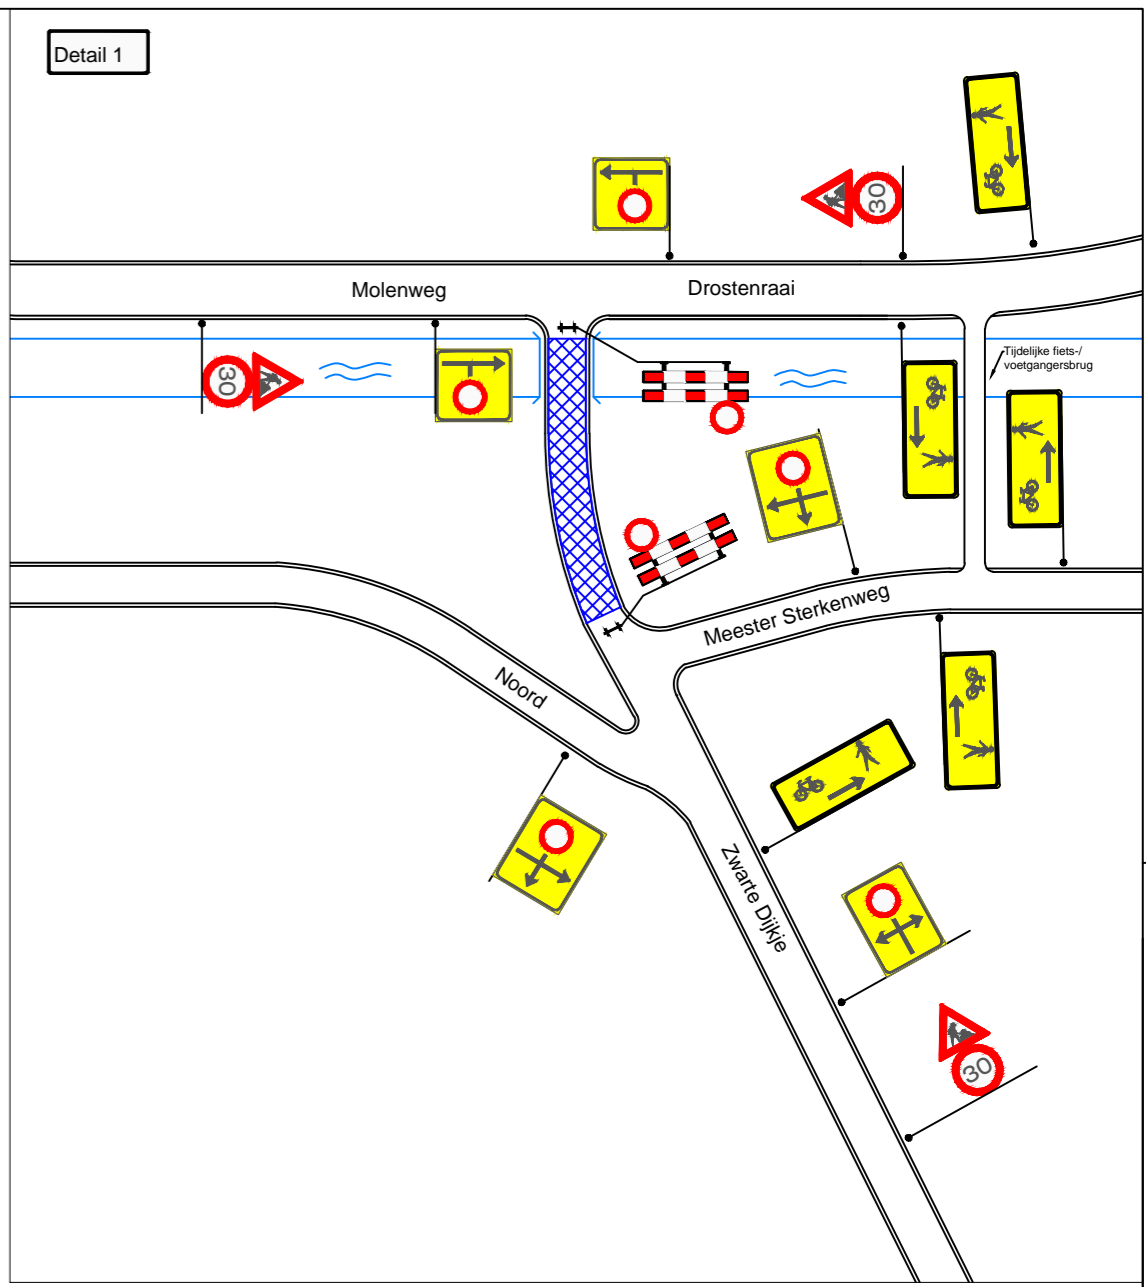 Detail 1
30
Molenweg
Drostenraai
Tijdelijke fiets-/
voetgangersbrug
30
Meester Sterkenweg
Noord
Zwarte Dijkje
30